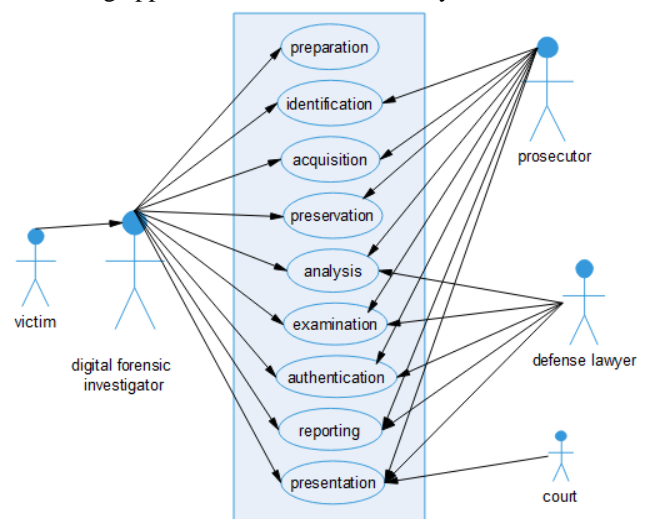 preparation
identification
acquisition
preservation
analysis
examination
authentication
reporting
presentation
victim
digital forensic
investigator
prosecutor
defense lawyer
court